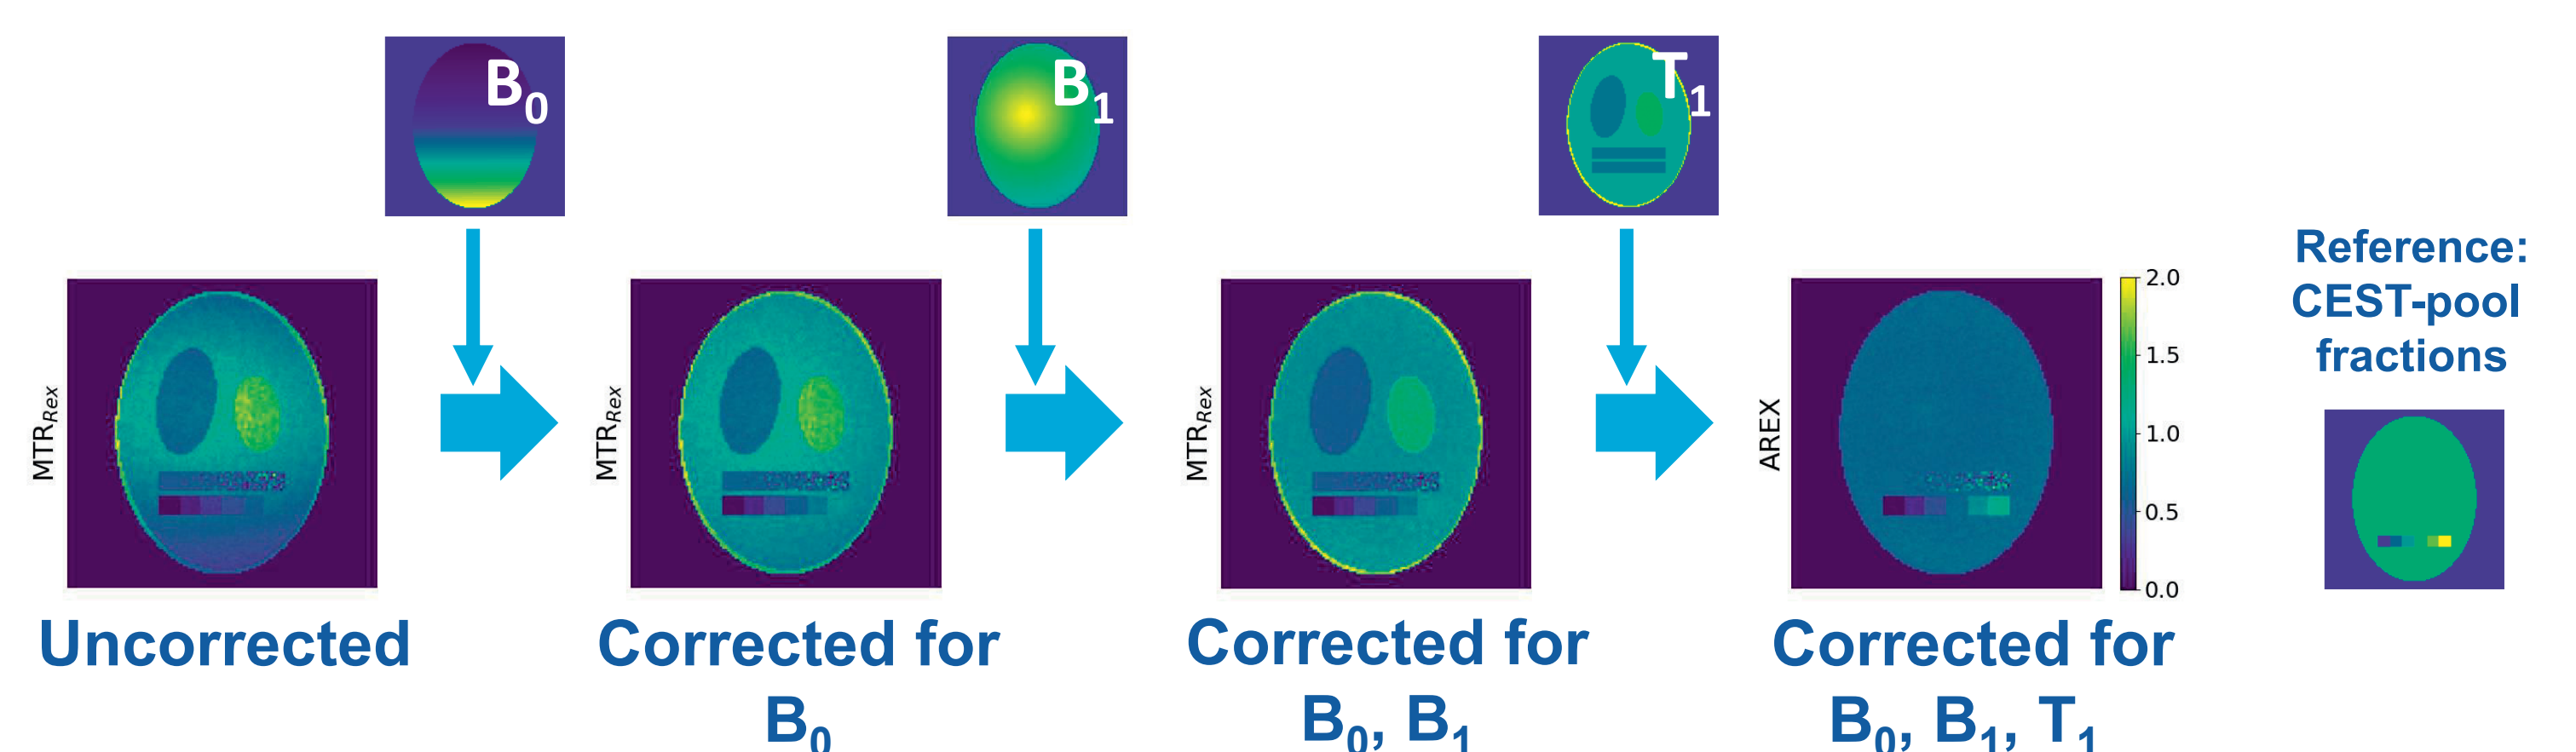 B0
B1
T1
MTRRex
MTRRex
MTRRex
AREX
2.0
1.5
1.0
0.5
0.0
Reference:
CEST-pool
fractions
Uncorrected
Corrected for
B0
Corrected for
B0, B1
Corrected for
B0, B1, T1